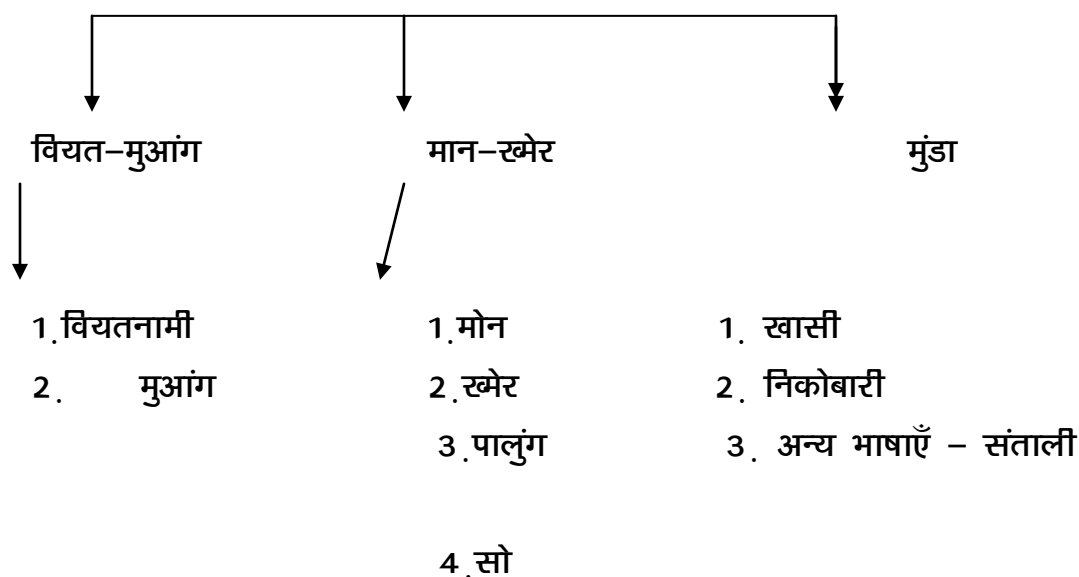 वियत–मुआंग मान–ख्मेर मुंडा
1.वियतनामी 1.मोन 1. खासी
2. मुआंग 2.ख्मेर 2. निकोबारी
3.पालुंग 3. अन्य भाषाएँ – संताली
4.सो